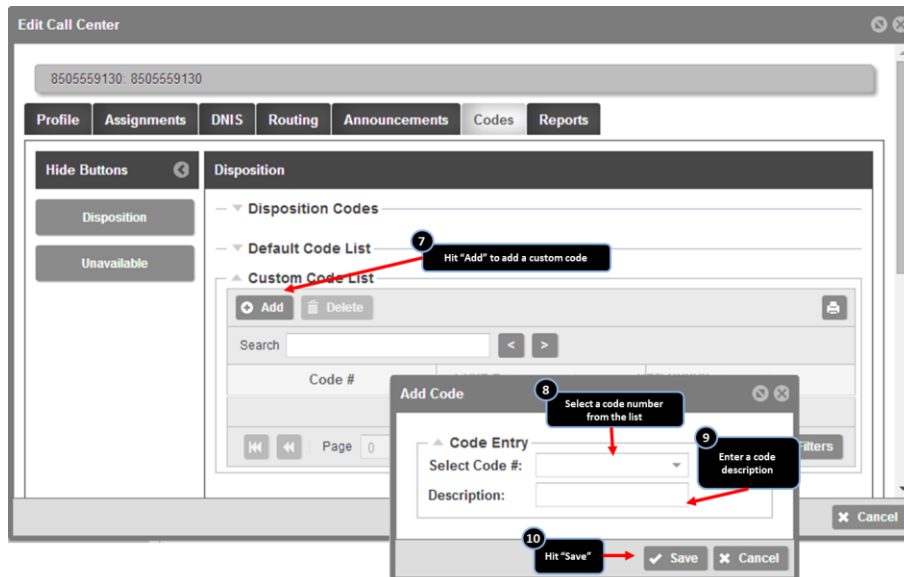 Edit Call Center
8505559130: 8505559130
Profile Assignments DNIS Routing Announcements Codes Reports
Hide Buttons
Disposition
Unavailable
Disposition
Disposition Codes
Default Code List
7
Hit "Add" to add a custom code
Custom Code List
Add Delete
Search < >
Code #
Page 0
Filters
Add Code
8
Select a code number
from the list
Code Entry
9
Enter a code
description
Select Code #:
Description:
10
Hit "Save"
Save Cancel
Cancel